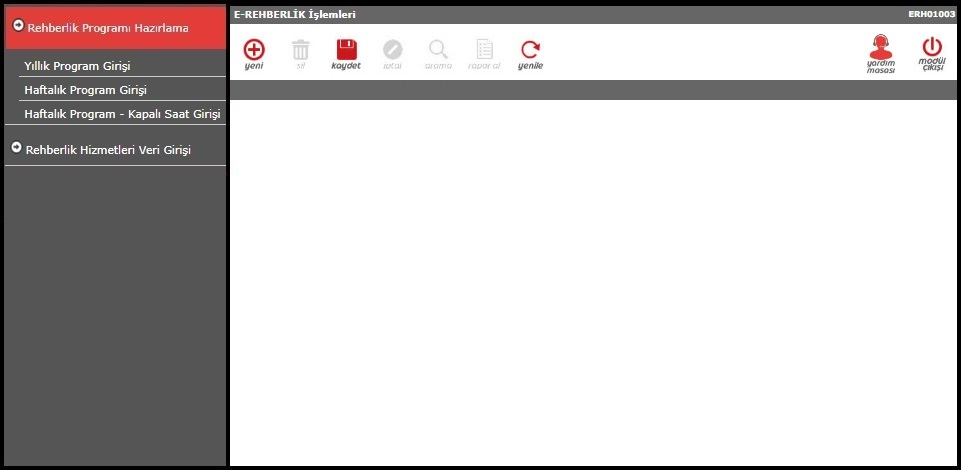 Rehberlik Programı Hazırlama
Yıllık Program Girişi
Haftalık Program Girişi
Haftalık Program - Kapalı Saat Girişi
Rehberlik Hizmetleri Veri Girişi
E-REHBERLİK İşlemleri
ERH01003
yeni
sil
kaydet
iptal
arama
rapor al
yenile
yardım
masası
modül
çıkışı